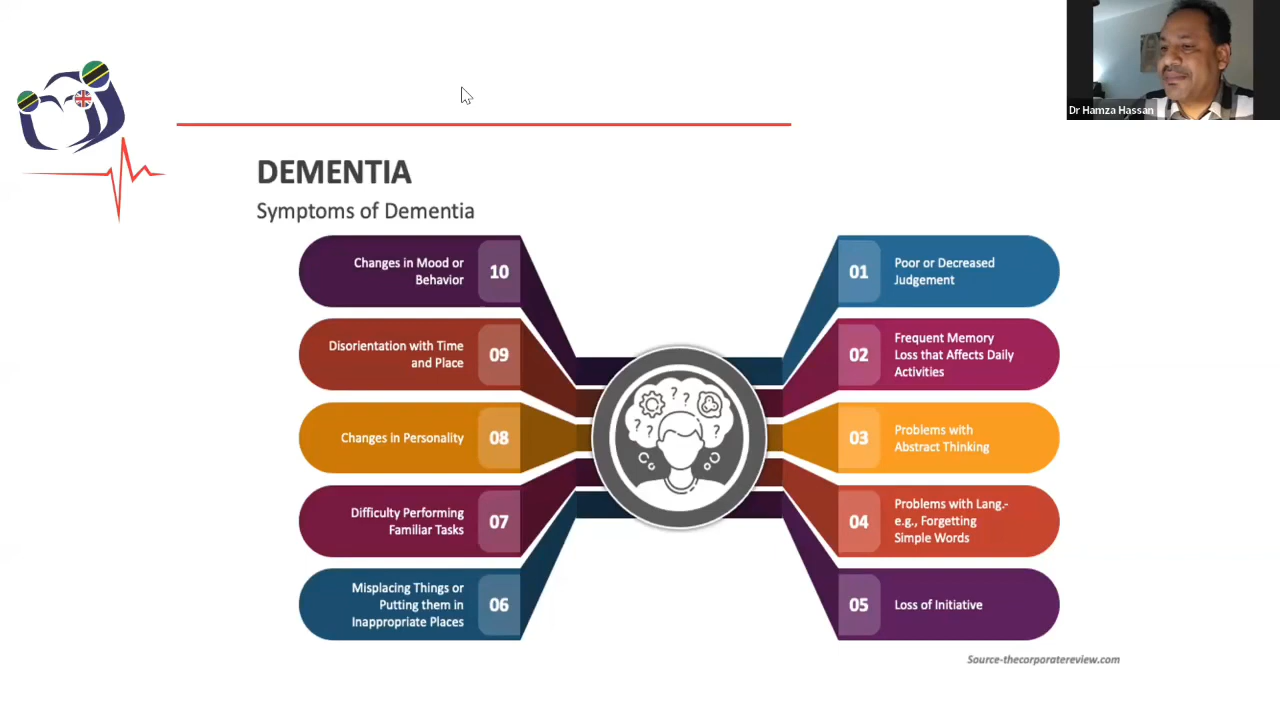 Dr Hamza Hassan
DEMENTIA
Symptoms of Dementia
Changes in Mood or
Behavior
10
01
Poor or Decreased
Judgement
Disorientation with Time
and Place
09
02
Frequent Memory
Loss that Affects Daily
Activities
Changes in Personality
08
03
Problems with
Abstract Thinking
Difficulty Performing
Familiar Tasks
07
04
Problems with Lang.-
e.g., Forgetting
Simple Words
Misplacing Things or
Putting them in
Inappropriate Places
06
05
Loss of Initiative
? ?
? ?
?
Source-thecorporatereview.com